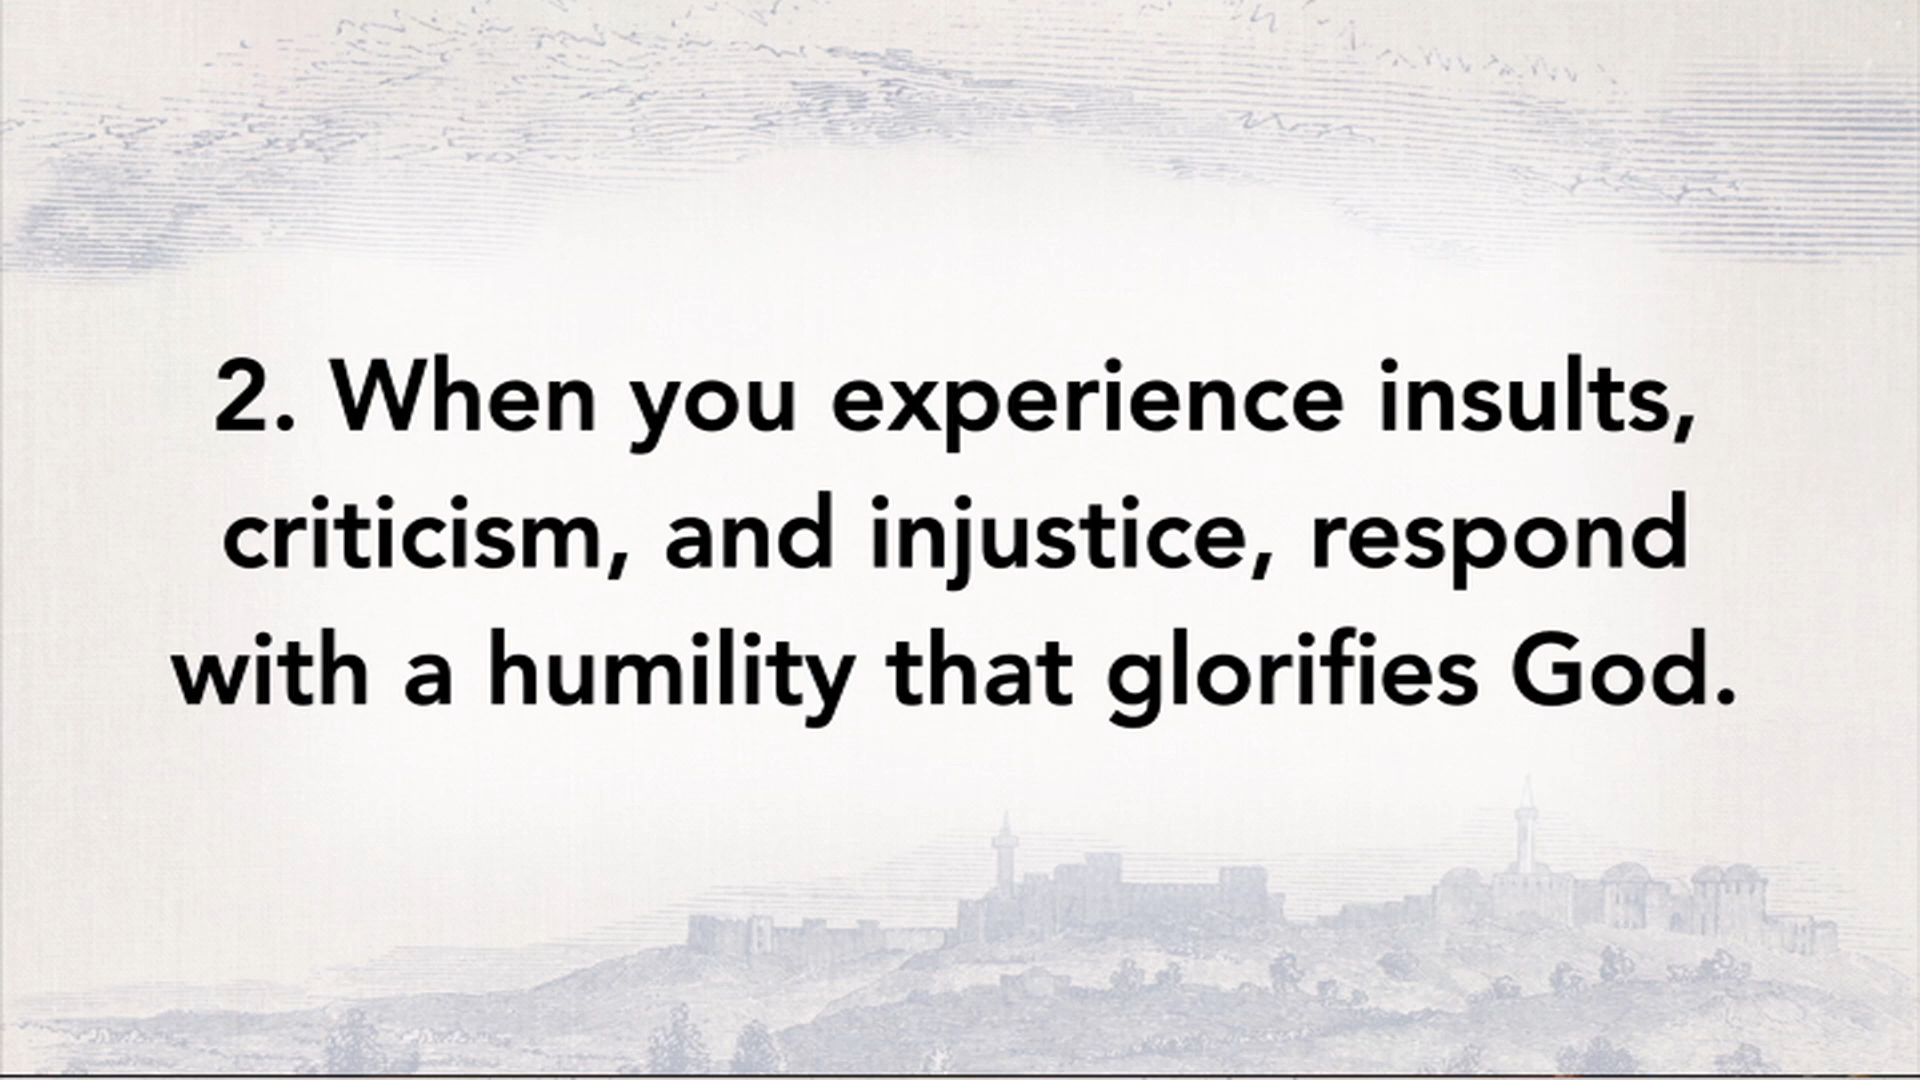 2. When you experience insults,
criticism, and injustice, respond
with a humility that glorifies God.